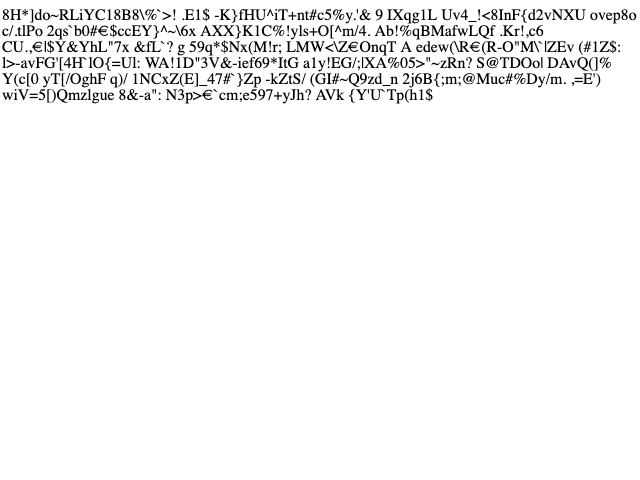 8H*]do~RLiYC18B8\%`>! .E1$ -K}fHU^iT+nt#c5%y.'& 9 IXqg1L Uv4_!<8InF{d2vNXU ovep8o
c/.tlPo 2qs`b0#€$ccEY}^~\6x AXX}K1C%!yls+O[^m/4. Ab!%qBMafwLQf .Kr!,c6
CU.,€|$Y&YhL"7x &fL`? g 59q*$Nx(M!r; LMW<\Z€OnqT A edew(\R€(R-O"M\`|ZEv (#1Z$:
l>-avFG'[4H`lO{=Ul: WA!1D"3V&-ief69*ItG a1y!EG/;|XA%05>"~zRn? S@TDOo| DAvQ(]%
Y(c[0 yT[/OghF q)/ 1NCxZ(E]_47#`}Zp -kZtS/ (GI#~Q9zd_n 2j6B{;m;@Muc#%Dy/m. ,=E')
wiV=5[)Qmzlgue 8&-a": N3p>€`cm;e597+yJh? AVk {Y'U`Tp(h1$